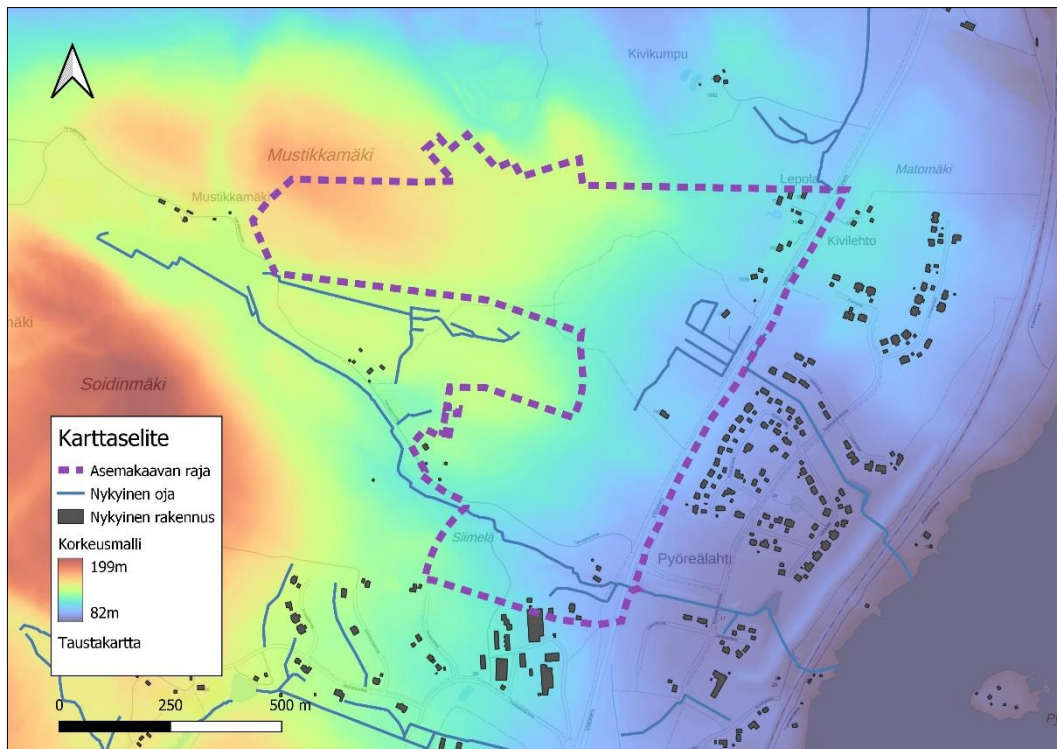 Kivikumpu
Mustikkamäki
Matomäki
Lepola
Mustikkamäki
Kivilehto
mäki
Soidinmäki
Karttaselite
Asemakaavan raja
Nykyinen oja
Nykyinen rakennus
Korkeusmalli
199m
82m
Taustakartta
Siimelä
Pyöreälahti
0 250 500 m